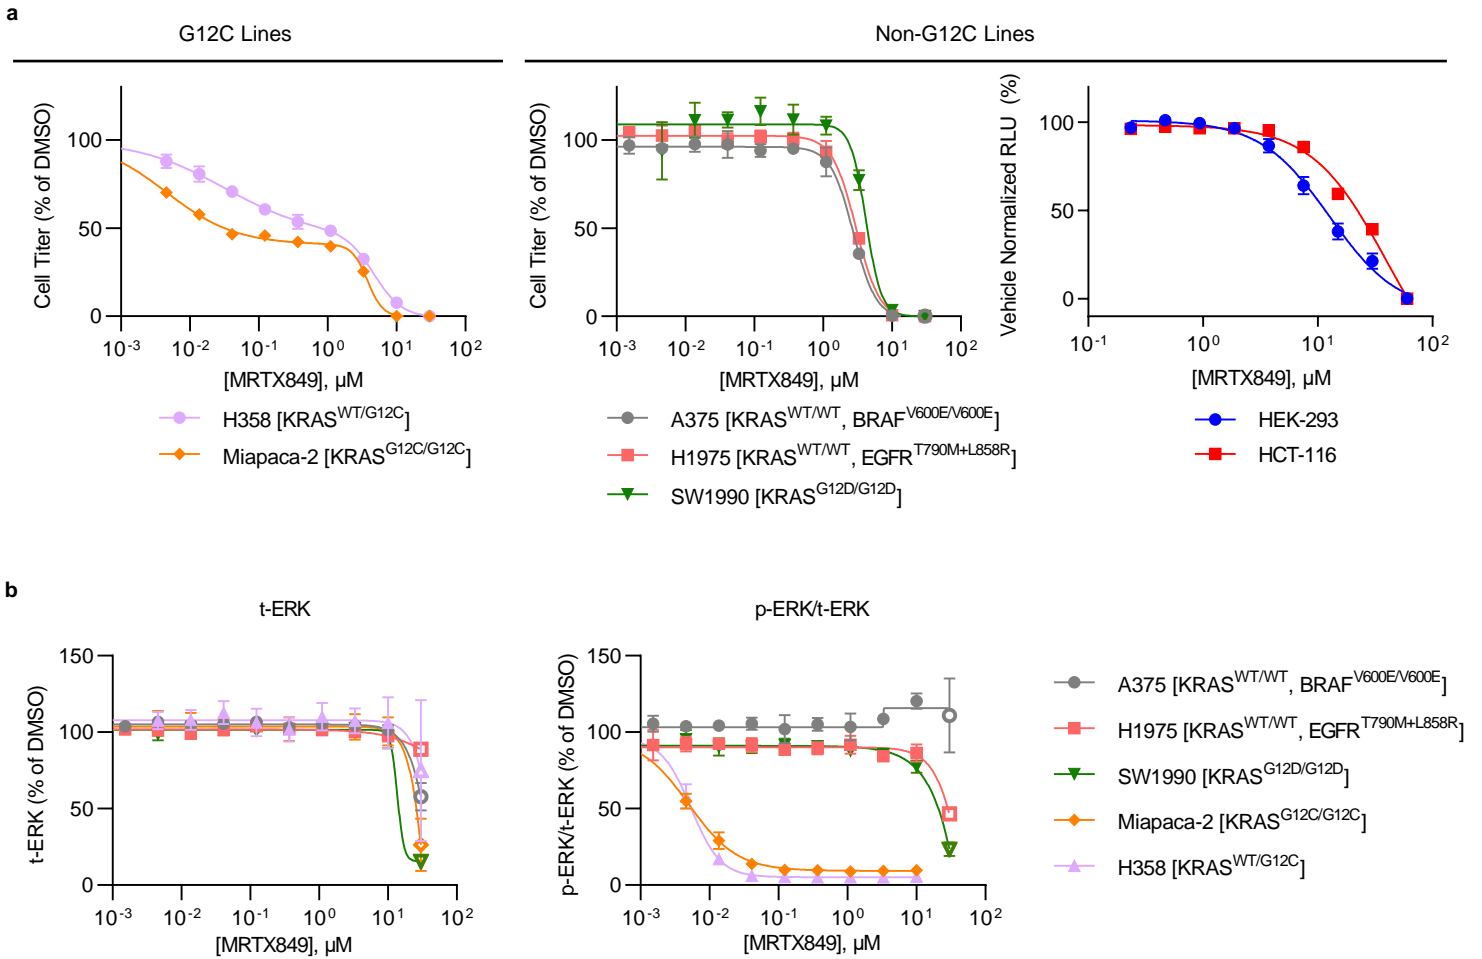 a
G12C Lines
Non-G12C Lines
Cell Titer (% of DMSO)
100
50
0
10-3
10-2
10-1
100
101
102
[MRTX849], µM
H358 [KRASWT/G12C]
Miapaca-2 [KRASG12C/G12C]
Cell Titer (% of DMSO)
100
50
0
10-3
10-2
10-1
100
101
102
[MRTX849], µM
A375 [KRASWT/WT, BRAFV600E/V600E]
H1975 [KRASWT/WT, EGFRT790M+L858R]
SW1990 [KRASG12D/G12D]
Vehicle Normalized RLU (%)
100
50
0
10-1
100
101
102
[MRTX849], µM
HEK-293
HCT-116
b
t-ERK
t-ERK (% of DMSO)
150
100
50
0
10-3
10-2
10-1
100
101
102
[MRTX849], µM
p-ERK/t-ERK
p-ERK/t-ERK (% of DMSO)
150
100
50
0
10-3
10-2
10-1
100
101
102
[MRTX849], µM
A375 [KRASWT/WT, BRAFV600E/V600E]
H1975 [KRASWT/WT, EGFRT790M+L858R]
SW1990 [KRASG12D/G12D]
Miapaca-2 [KRASG12C/G12C]
H358 [KRASWT/G12C]